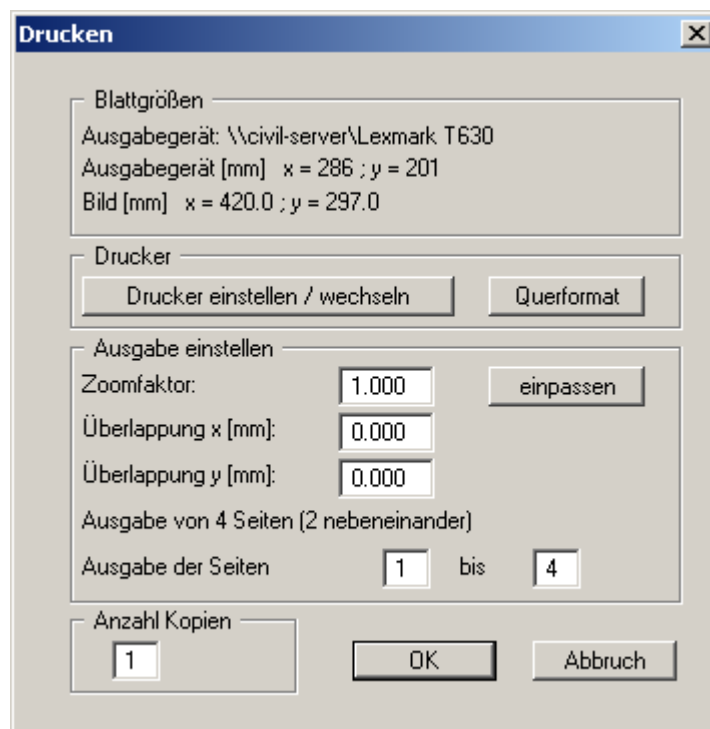 Drucken
Blattgrößen
Ausgabegerät: \\civil-server\Lexmark T630
Ausgabegerät [mm] x = 286 ; y = 201
Bild [mm] x = 420.0 ; y = 297.0
Drucker
Drucker einstellen / wechseln Querformat
Ausgabe einstellen
Zoomfaktor: 1.000 einpassen
Überlappung x [mm]: 0.000
Überlappung y [mm]: 0.000
Ausgabe von 4 Seiten (2 nebeneinander)
Ausgabe der Seiten 1 bis 4
Anzahl Kopien
1 OK Abbruch